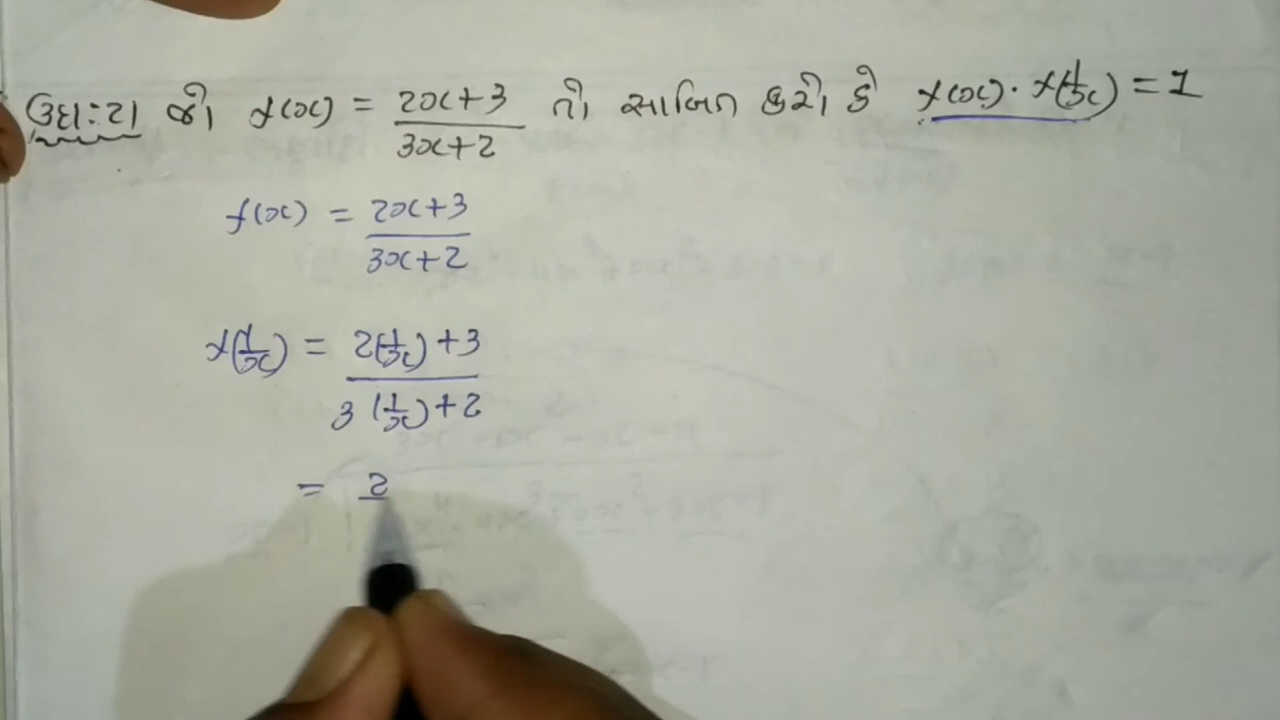 ઉદા:૨ા જો f(x) = 2x+3/3x+2 તો સાબિત કરો કે f(x)·f(1/x) = 1
f(x) = 2x+3/3x+2
f(1/x) = 2(1/x)+3/3(1/x)+2
= 2